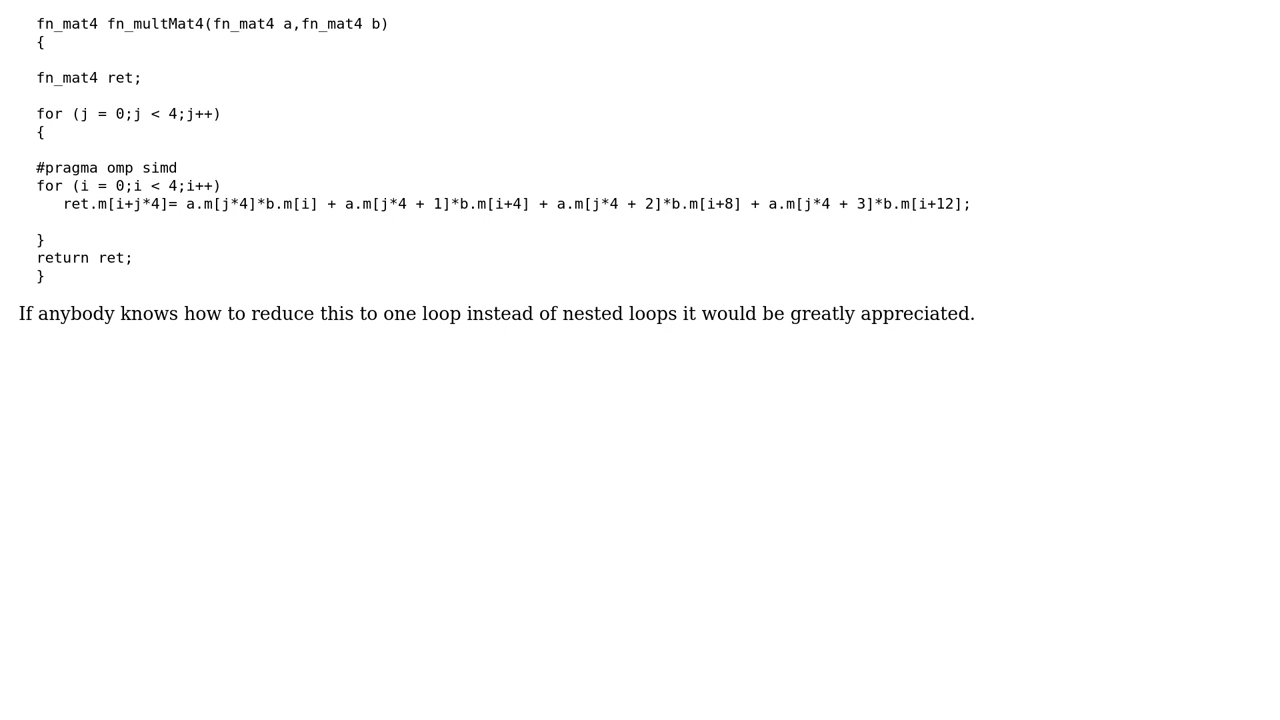 fn_mat4 fn_multMat4(fn_mat4 a,fn_mat4 b)
{
fn_mat4 ret;
for (j = 0;j < 4;j++)
{
#pragma omp simd
for (i = 0;i < 4;i++)
ret.m[i+j*4]= a.m[j*4]*b.m[i] + a.m[j*4 + 1]*b.m[i+4] + a.m[j*4 + 2]*b.m[i+8] + a.m[j*4 + 3]*b.m[i+12];
}
return ret;
}
If anybody knows how to reduce this to one loop instead of nested loops it would be greatly appreciated.